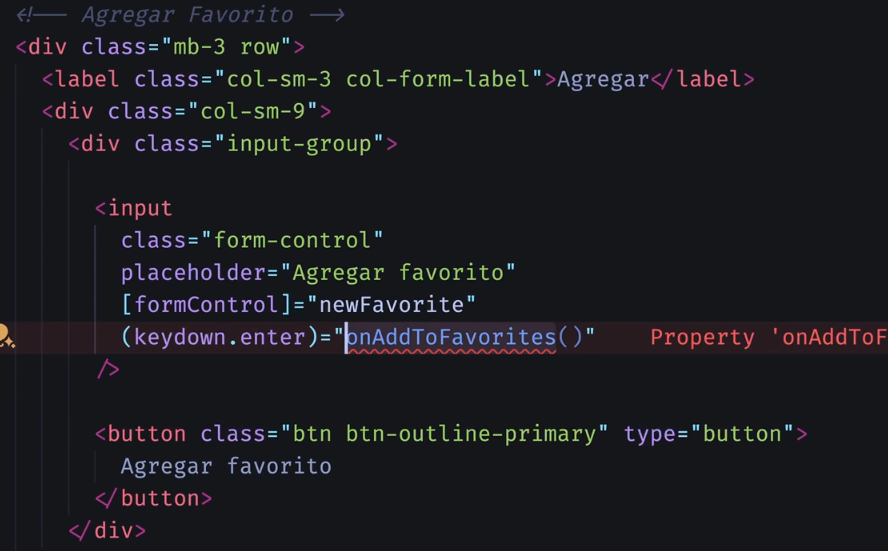 <!-- Agregar Favorito -->
<div class="mb-3 row">
<label class="col-sm-3 col-form-label">Agregar</label>
<div class="col-sm-9">
<div class="input-group">
<input
class="form-control"
placeholder="Agregar favorito"
[formControl]="newFavorite"
(keydown.enter)="onAddToFavorites()" Property 'onAddToF
/>
<button class="btn btn-outline-primary" type="button">
Agregar favorito
</button>
</div>